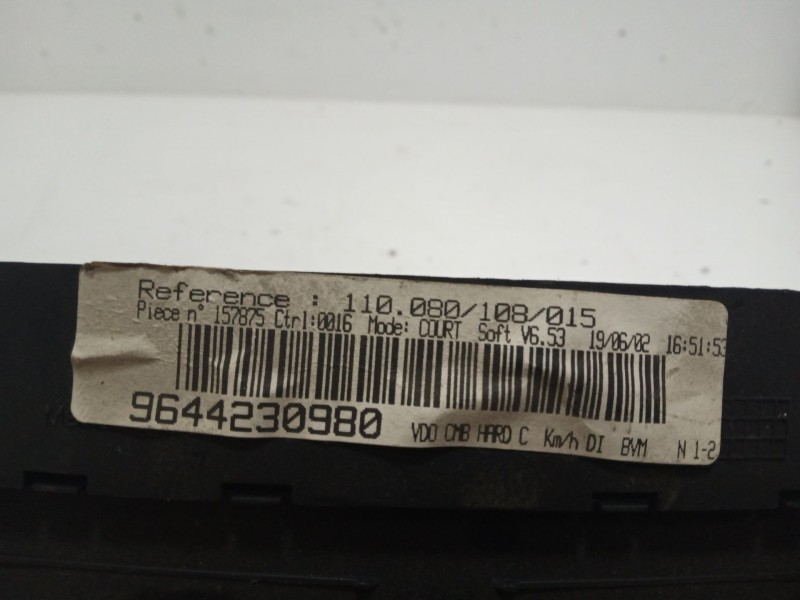 Reference : 110.080/108/015
Piece n° 157875 Ctrl:0016 Mode: COURT Soft V6.53 19/06/02 16:51:53
9644230980 VDO CMB HARD C Km/h DI BVM N 1-2